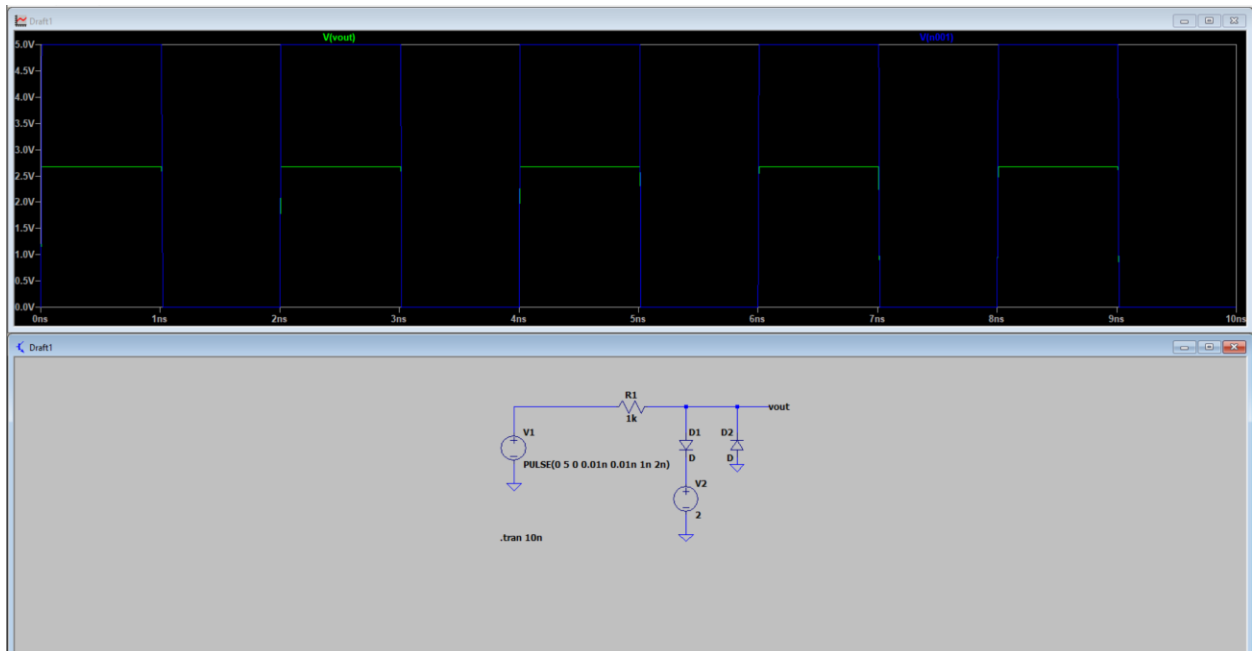 Draft1
V(vout) V(n001)
5.0V
4.5V
4.0V
3.5V
3.0V
2.5V
2.0V
1.5V
1.0V
0.5V
0.0V
0ns 1ns 2ns 3ns 4ns 5ns 6ns 7ns 8ns 9ns 10ns
Draft1
R1
1k
vout
V1
D1
D2
PULSE(0 5 0 0.01n 0.01n 1n 2n)
D
D
V2
2
.tran 10n